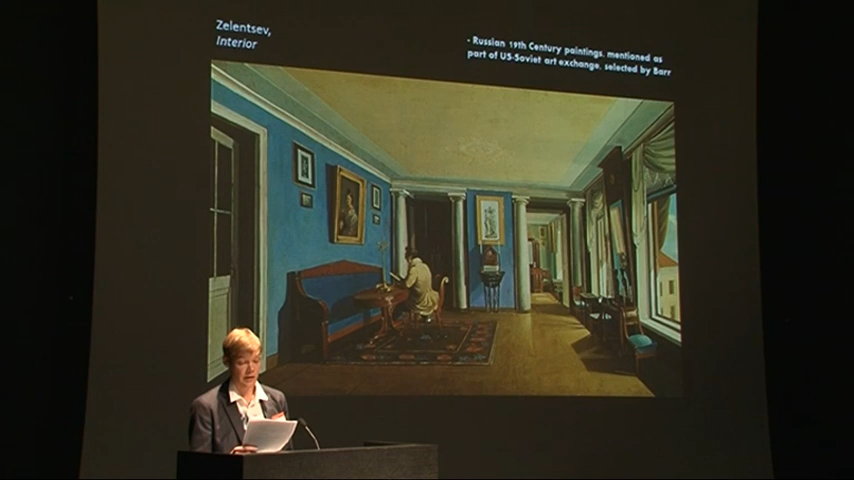 Zelentsev,
Interior
- Russian 19th Century paintings, mentioned as
part of US-Soviet art exchange, selected by Barr